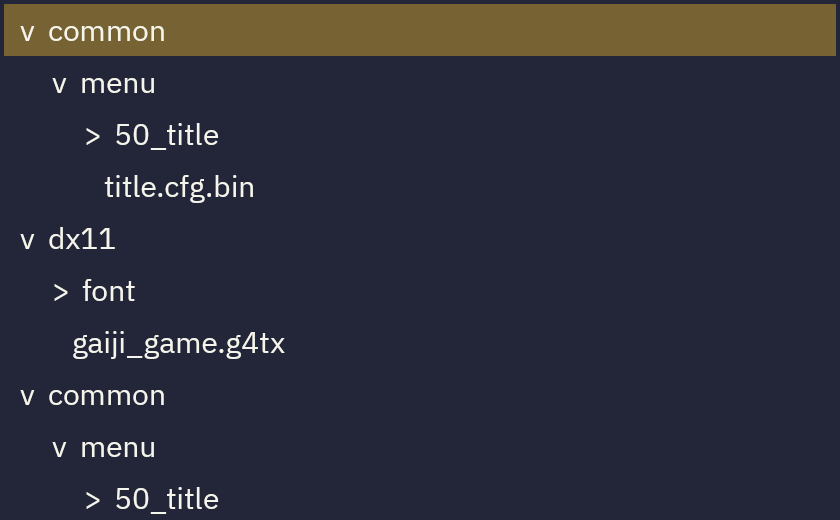 v common
v menu
> 50_title
title.cfg.bin
v dx11
> font
gaiji_game.g4tx
v common
v menu
> 50_title